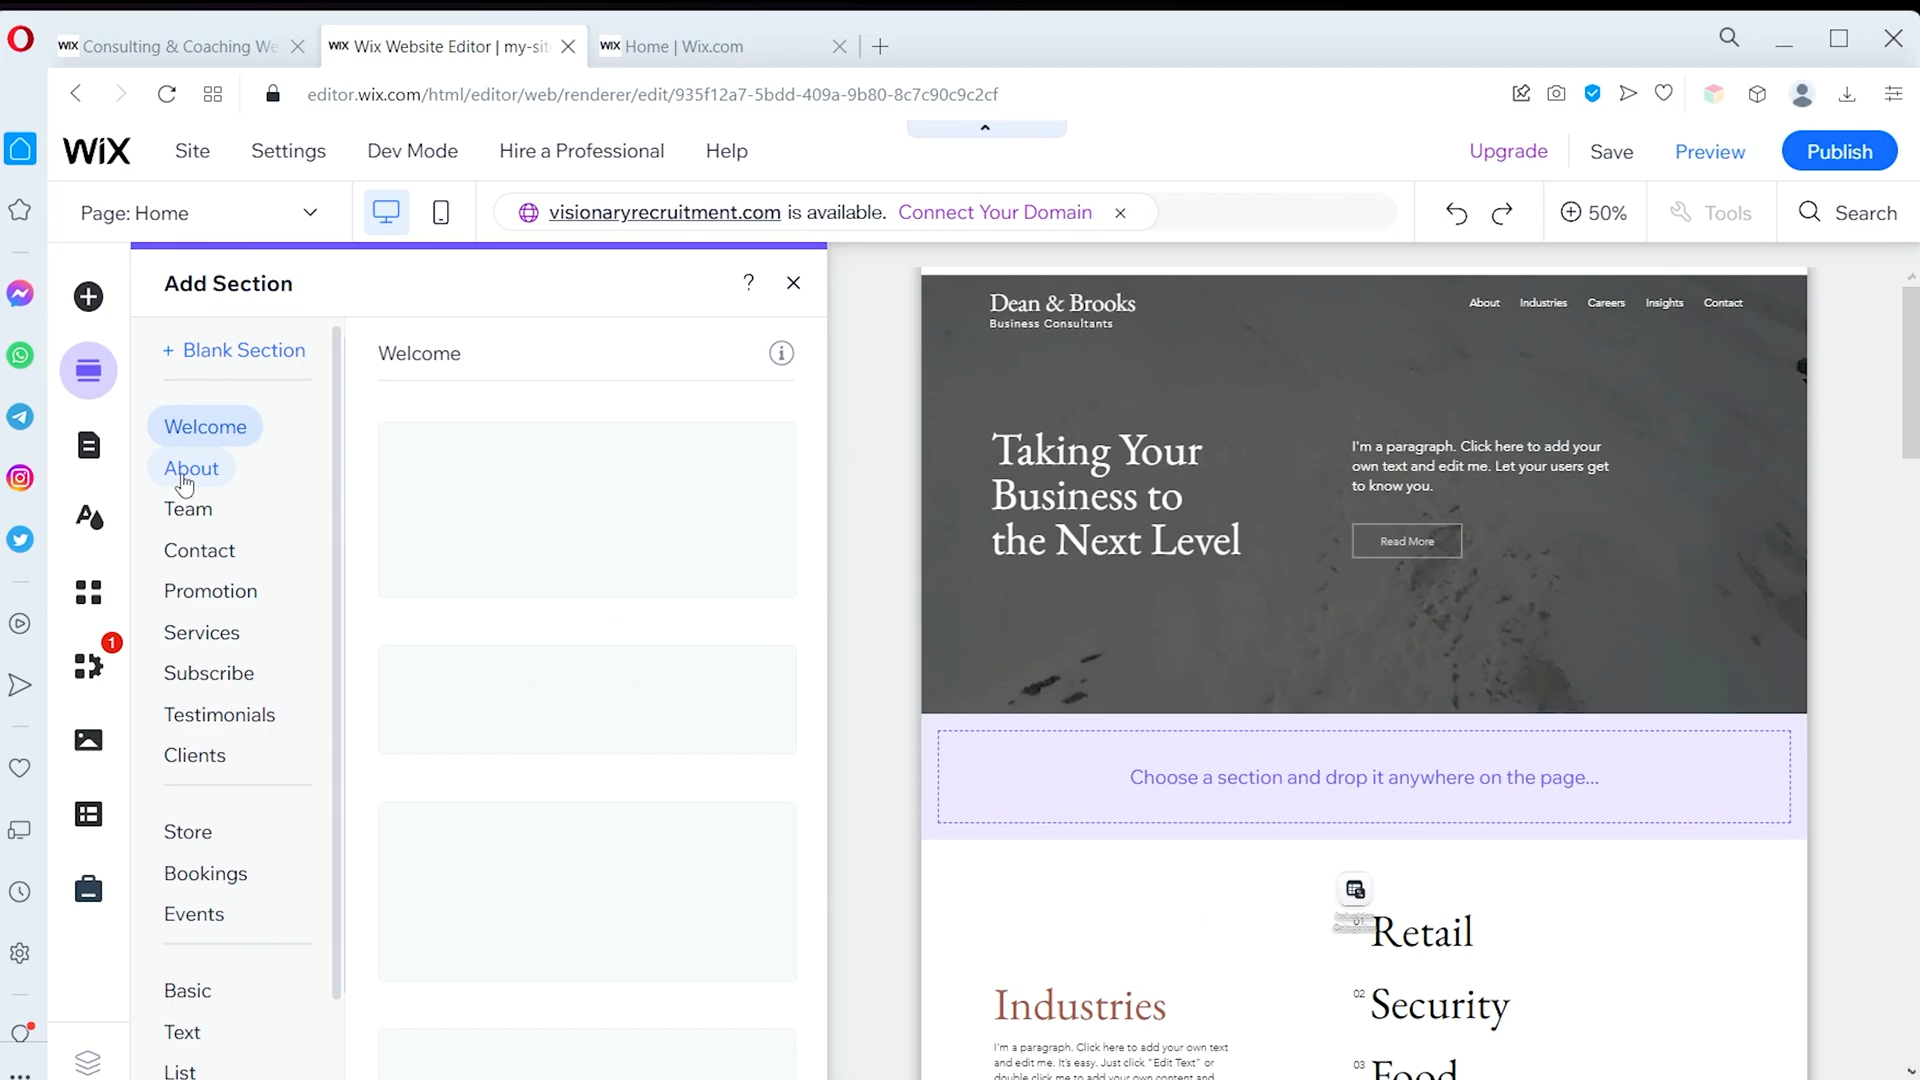 WIX Consulting & Coaching We
WIX Wix Website Editor | my-sit
WIX Home | Wix.com
editor.wix.com/html/editor/web/renderer/edit/935f12a7-5bdd-409a-9b80-8c7c90c9c2cf
WIX
Site
Settings
Dev Mode
Hire a Professional
Help
Upgrade
Save
Preview
Publish
Page: Home
visionaryrecruitment.com is available. Connect Your Domain
50%
Tools
Search
Add Section
?
+ Blank Section
Welcome
About
Team
Contact
Promotion
Services
Subscribe
Testimonials
Clients
Store
Bookings
Events
Basic
Text
List
1
Welcome
Dean & Brooks
Business Consultants
About
Industries
Careers
Insights
Contact
Taking Your
Business to
the Next Level
I'm a paragraph. Click here to add your
own text and edit me. Let your users get
to know you.
Read More
Choose a section and drop it anywhere on the page...
01 Retail
Industries
02 Security
I'm a paragraph. Click here to add your own text
and edit me. It's easy. Just click "Edit Text" or
double click me to add your own content and
03 Food